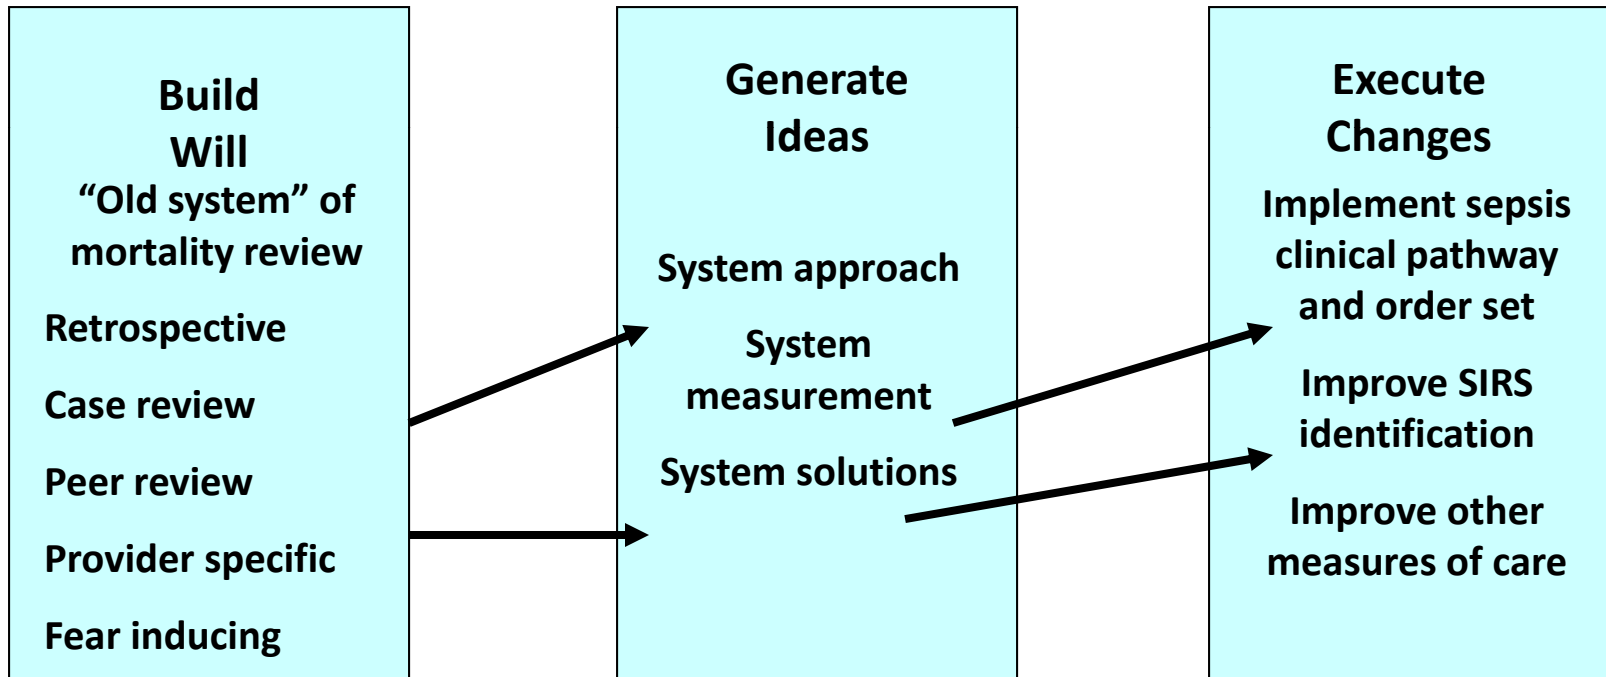 Build
Will
“Old system” of
mortality review
Retrospective
Case review
Peer review
Provider specific
Fear inducing
Generate
Ideas
System approach
System
measurement
System solutions
Execute
Changes
Implement sepsis
clinical pathway
and order set
Improve SIRS
identification
Improve other
measures of care